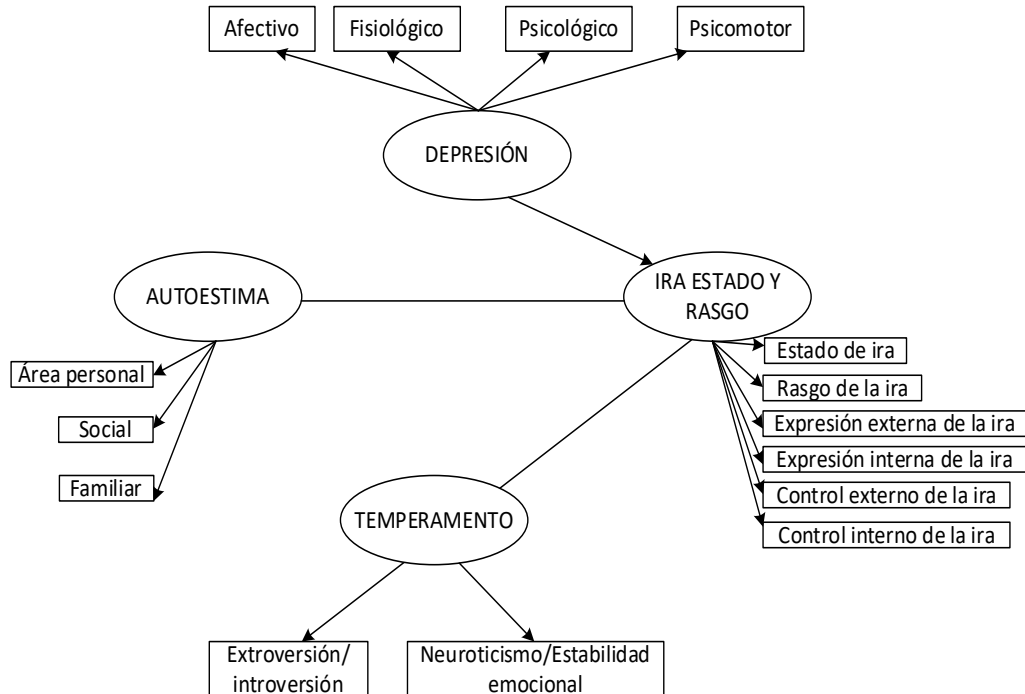 Afectivo
Fisiológico
Psicológico
Psicomotor
DEPRESIÓN
AUTOESTIMA
IRA ESTADO Y
RASGO
Área personal
Social
Familiar
Estado de ira
Rasgo de la ira
Expresión externa de la ira
Expresión interna de la ira
Control externo de la ira
Control interno de la ira
TEMPERAMENTO
Extroversión/
introversión
Neuroticismo/Estabilidad
emocional